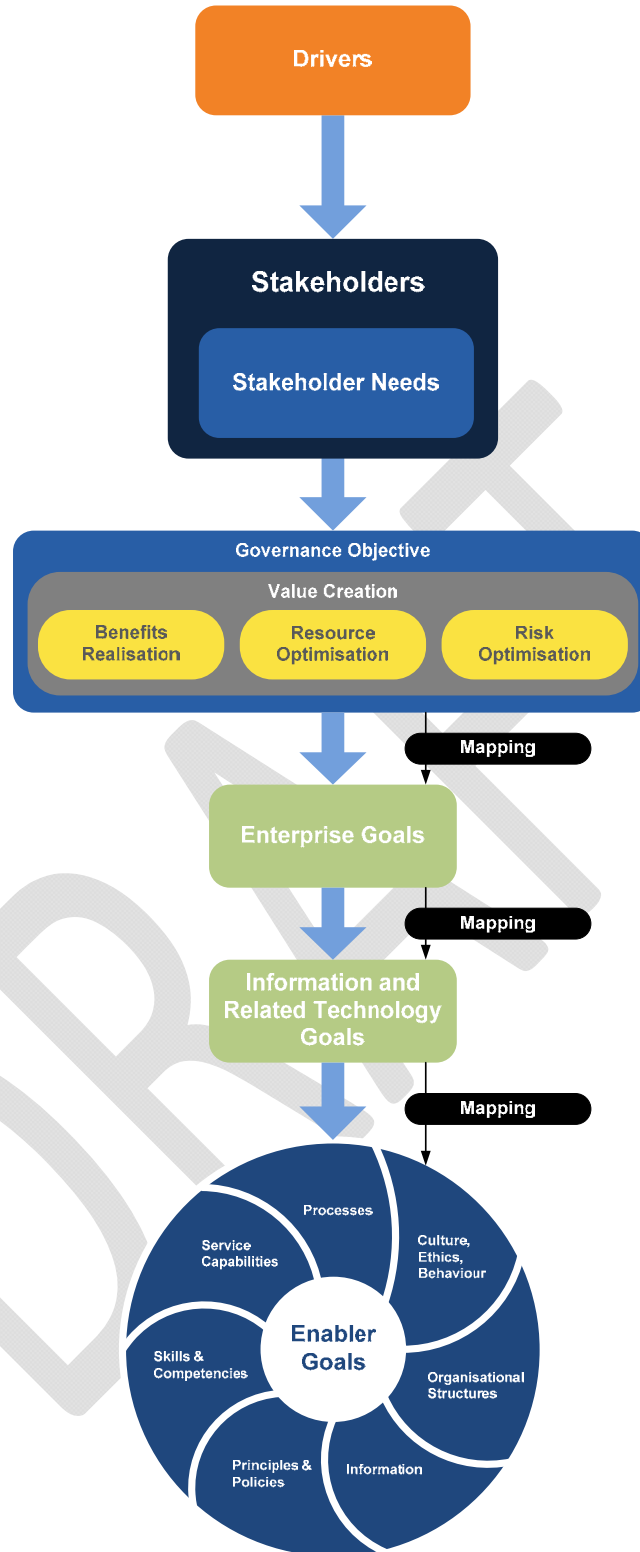 Drivers
Stakeholders
Stakeholder Needs
Governance Objective
Value Creation
Benefits
Realisation
Resource
Optimisation
Risk
Optimisation
Mapping
Enterprise Goals
Mapping
Information and
Related Technology
Goals
Mapping
Processes
Culture,
Ethics,
Behaviour
Service
Capabilities
Enabler
Goals
Skills &
Competencies
Organisational
Structures
Principles &
Policies
Information
DRAFT